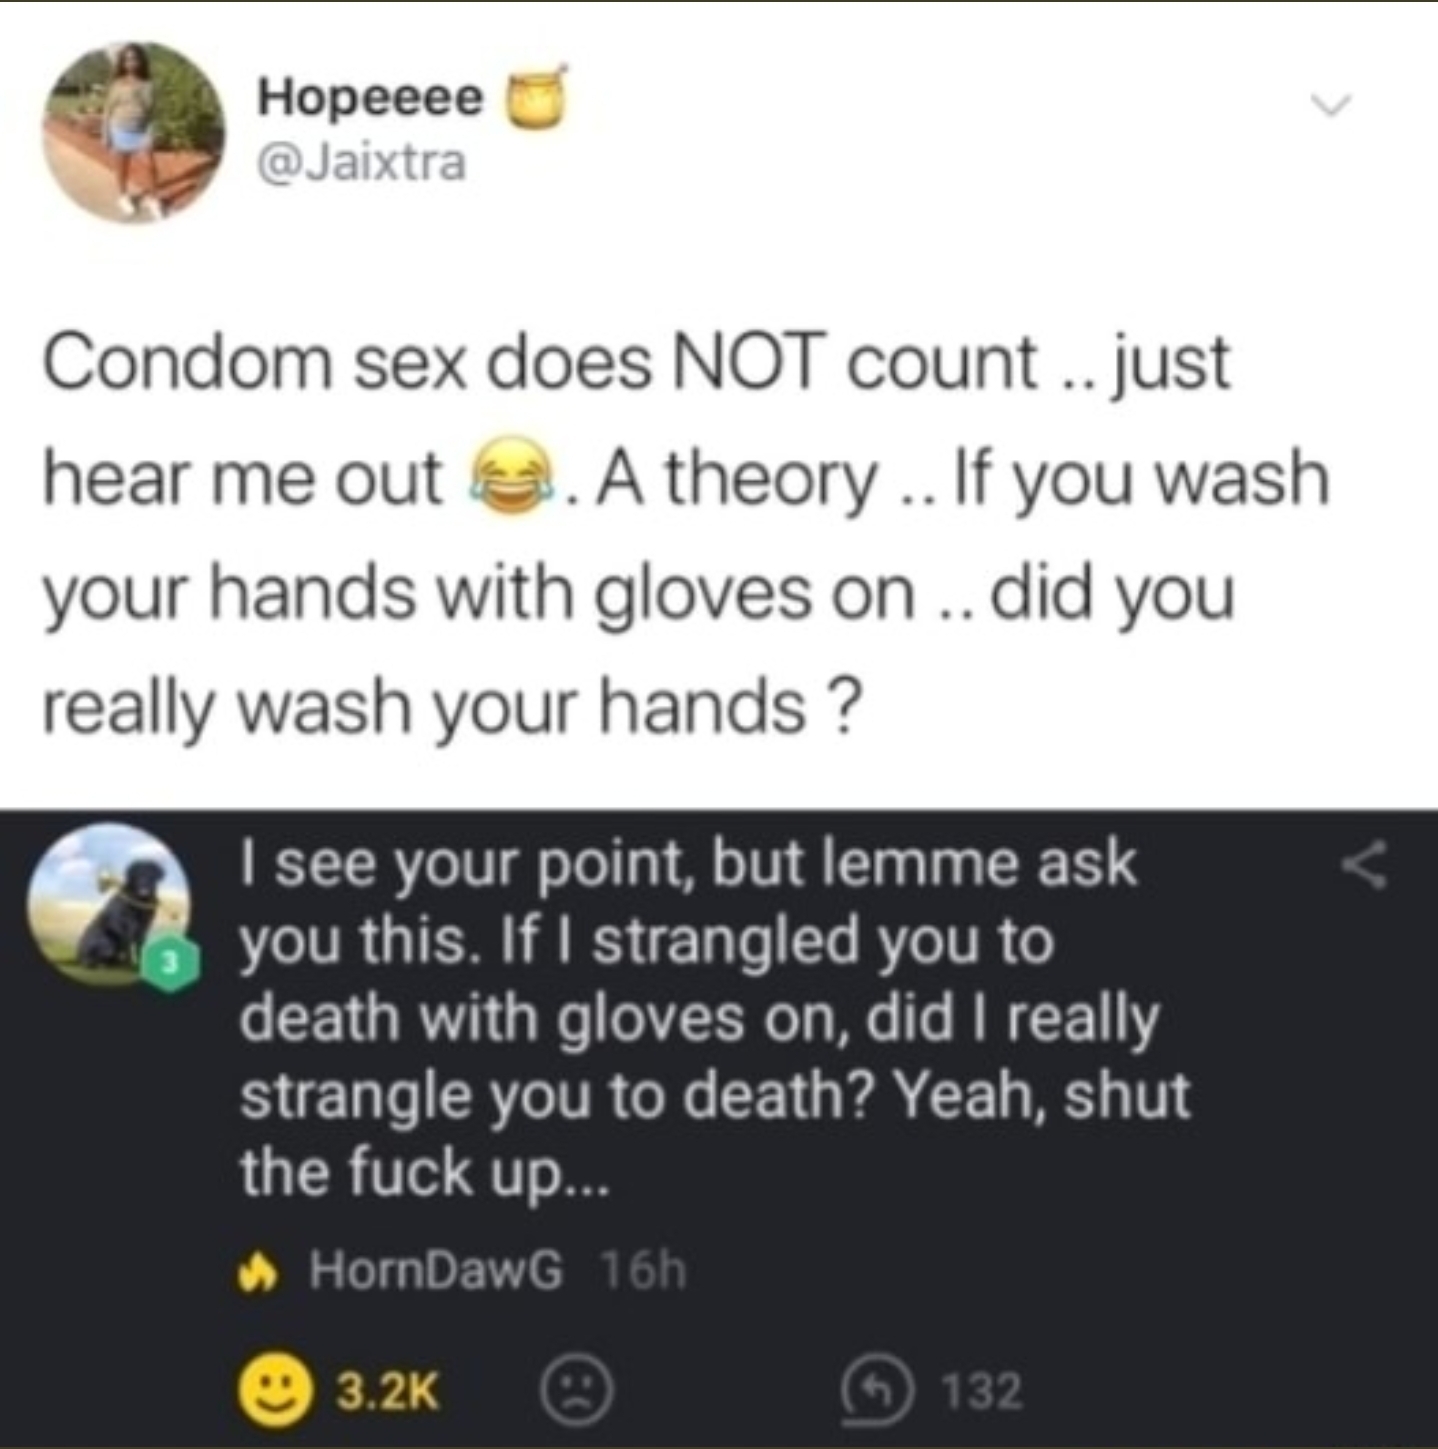 Hopeeee 🍯
@Jaixtra
Condom sex does NOT count .. just
hear me out 😂. A theory .. If you wash
your hands with gloves on .. did you
really wash your hands ?
I see your point, but lemme ask
you this. If I strangled you to
death with gloves on, did I really
strangle you to death? Yeah, shut
the fuck up...
3
HornDawG 16h
3.2K 132